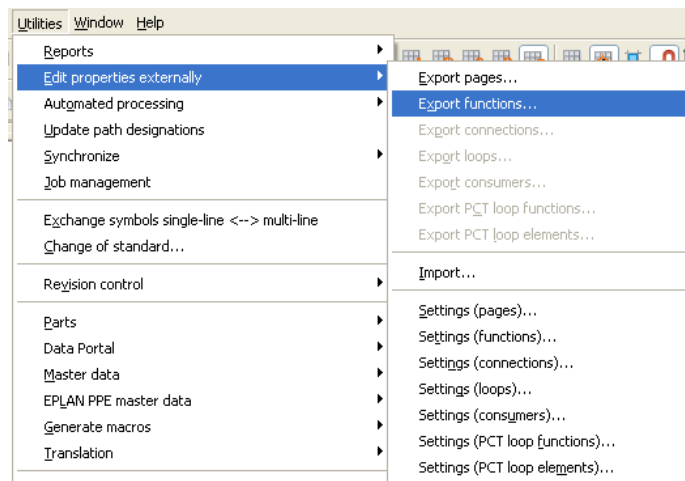 Utilities Window Help
Reports
Edit properties externally
Automated processing
Update path designations
Synchronize
Job management
Exchange symbols single-line <--> multi-line
Change of standard...
Revision control
Parts
Data Portal
Master data
EPLAN PPE master data
Generate macros
Translation
Export pages...
Export functions...
Export connections...
Export loops...
Export consumers...
Export PCT loop functions...
Export PCT loop elements...
Import...
Settings (pages)...
Settings (functions)...
Settings (connections)...
Settings (loops)...
Settings (consumers)...
Settings (PCT loop functions)...
Settings (PCT loop elements)...